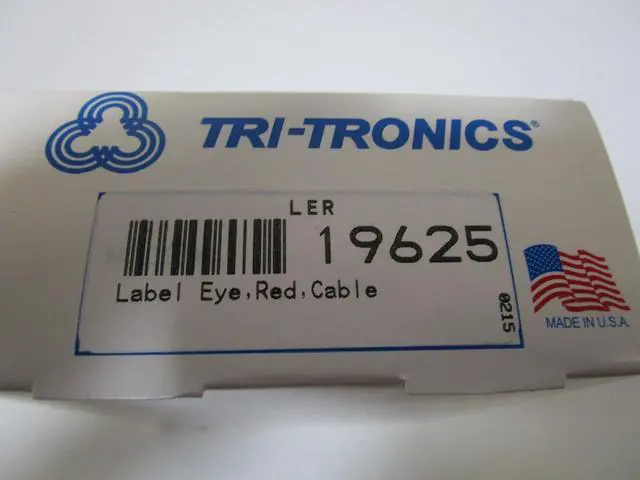 TRI-TRONICS®
LER
19625
Label Eye,Red,Cable
0215
MADE IN U.S.A.